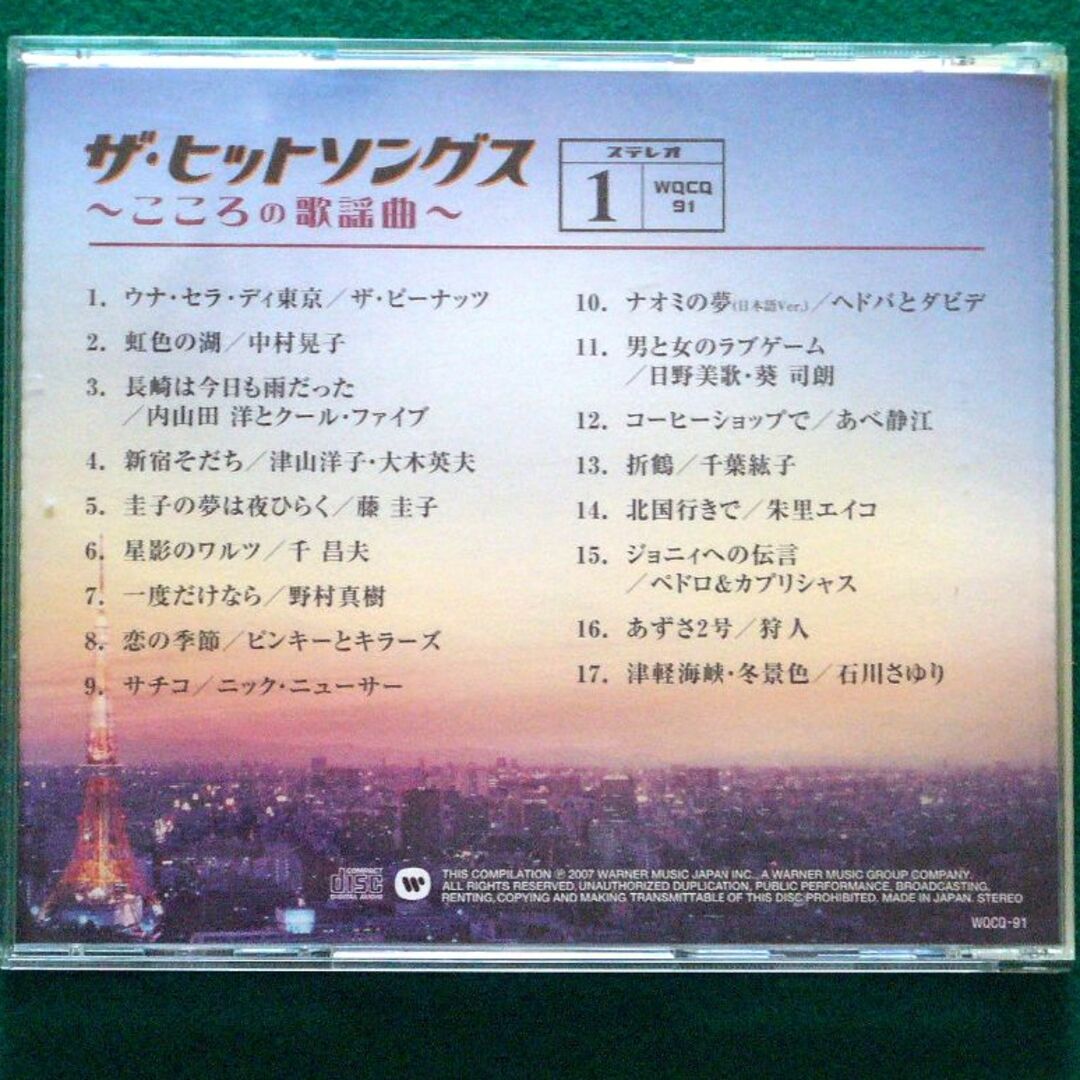 ザ・ヒットソングス
〜こころの歌謡曲〜
ステレオ
1
WQCQ
91
1. ウナ・セラ・ディ東京／ザ・ピーナッツ
2. 虹色の湖／中村晃子
3. 長崎は今日も雨だった
／内山田 洋とクール・ファイブ
4. 新宿そだち／津山洋子・大木英夫
5. 圭子の夢は夜ひらく／藤 圭子
6. 星影のワルツ／千 昌夫
7. 一度だけなら／野村真樹
8. 恋の季節／ピンキーとキラーズ
9. サチコ／ニック・ニューサー
10. ナオミの夢(日本語Ver.)／ヘドバとダビデ
11. 男と女のラブゲーム
／日野美歌・葵 司朗
12. コーヒーショップで／あべ静江
13. 折鶴／千葉紘子
14. 北国行きで／朱里エイコ
15. ジョニィへの伝言
／ペドロ&カプリシャス
16. あずさ2号／狩人
17. 津軽海峡・冬景色／石川さゆり
COMPACT
disc
DIGITAL AUDIO
THIS COMPILATION ℗ 2007 WARNER MUSIC JAPAN INC., A WARNER MUSIC GROUP COMPANY.
ALL RIGHTS RESERVED. UNAUTHORIZED DUPLICATION, PUBLIC PERFORMANCE, BROADCASTING,
RENTING, COPYING AND MAKING TRANSMITTABLE OF THIS DISC PROHIBITED. MADE IN JAPAN. STEREO
WQCQ-91